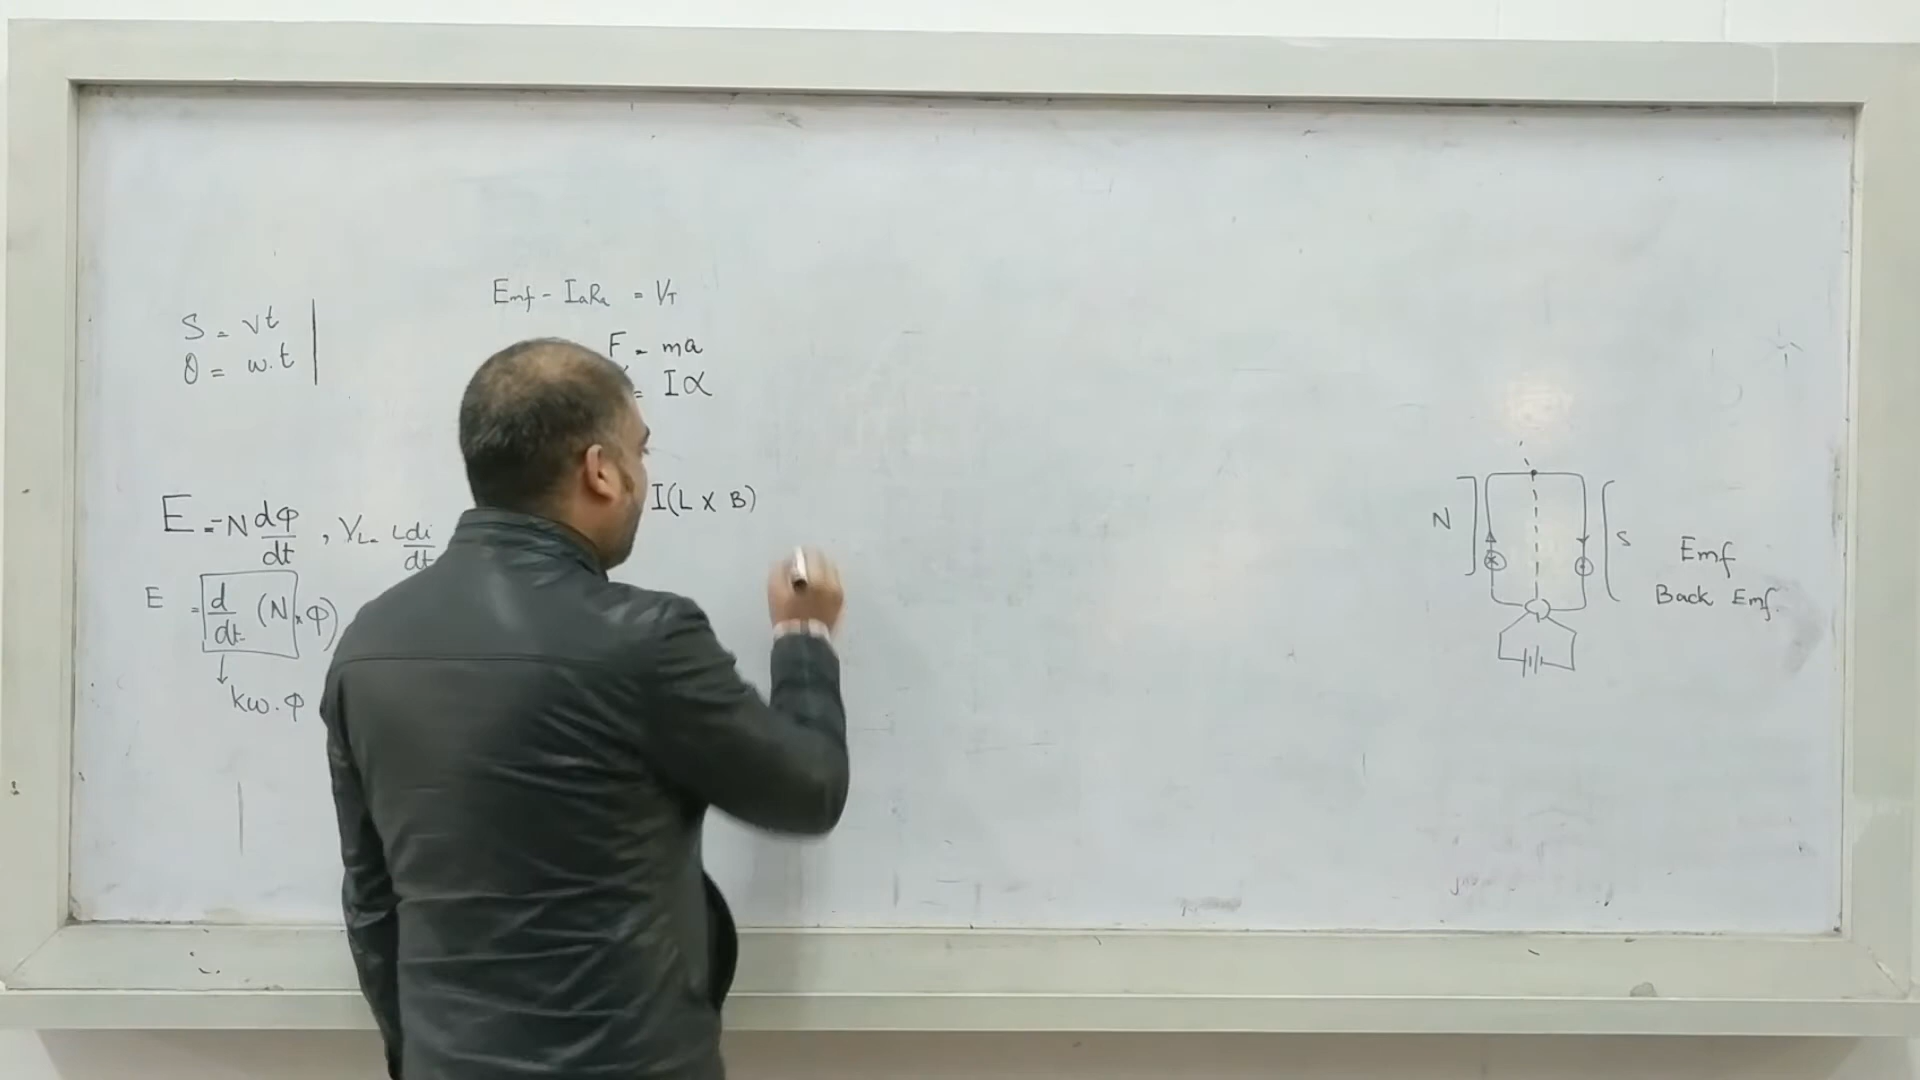 S = vt
θ = ω.t
Emf - IaRa = VT
F = ma
= Iα
I(L x B)
E = -N dφ/dt , VL = L di/dt
E = d/dt (N x φ)
kω.φ
N
S
Emf
Back Emf.